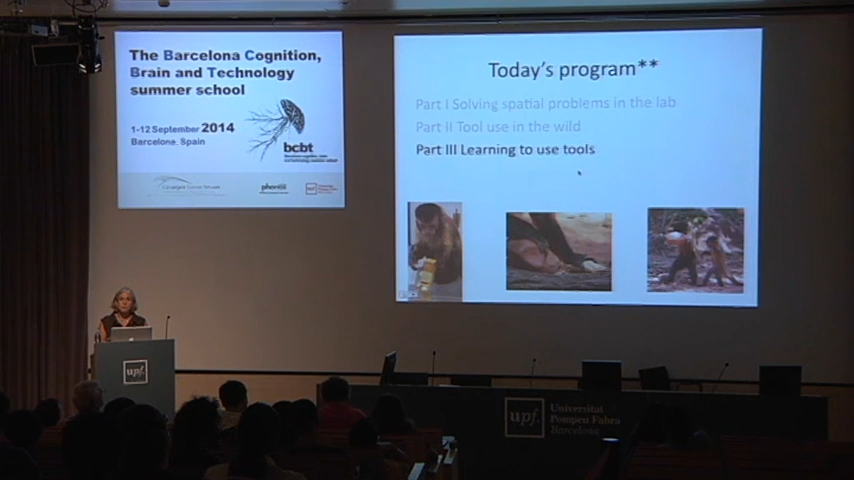 The Barcelona Cognition,
Brain and Technology
summer school
1-12 September 2014
Barcelona, Spain
bcbt
Today's program**
Part I Solving spatial problems in the lab
Part II Tool use in the wild
Part III Learning to use tools
upf.
upf.
Universitat
Pompeu Fabra
Barcelona